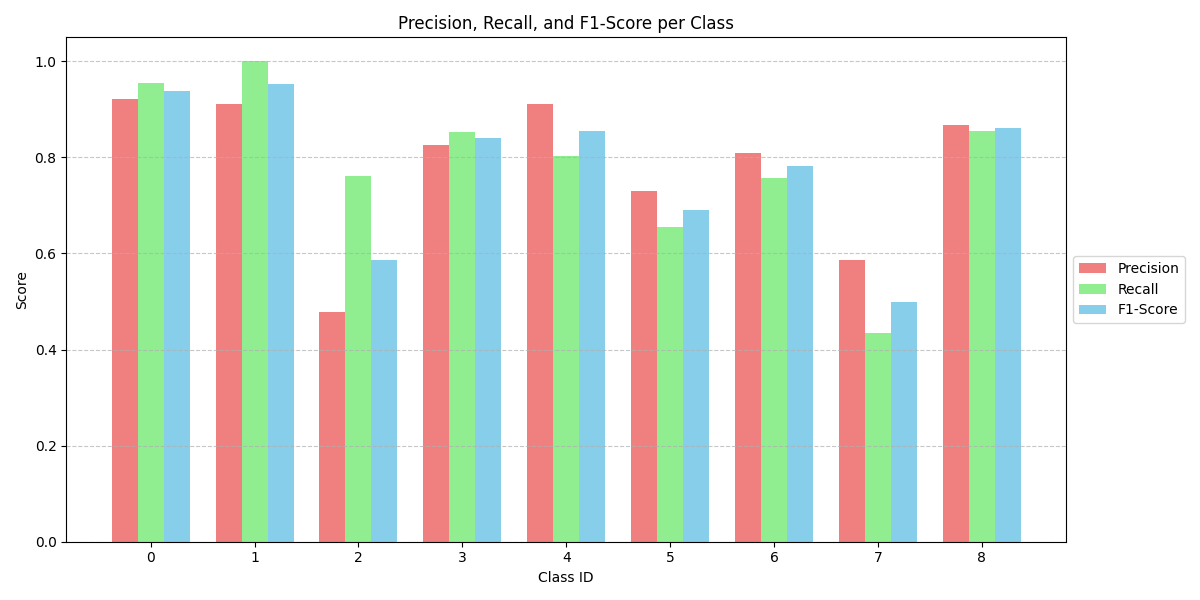 Precision, Recall, and F1-Score per Class
1.0
0.8
0.6
0.4
0.2
0.0
Score
0 1 2 3 4 5 6 7 8
Class ID
Precision
Recall
F1-Score